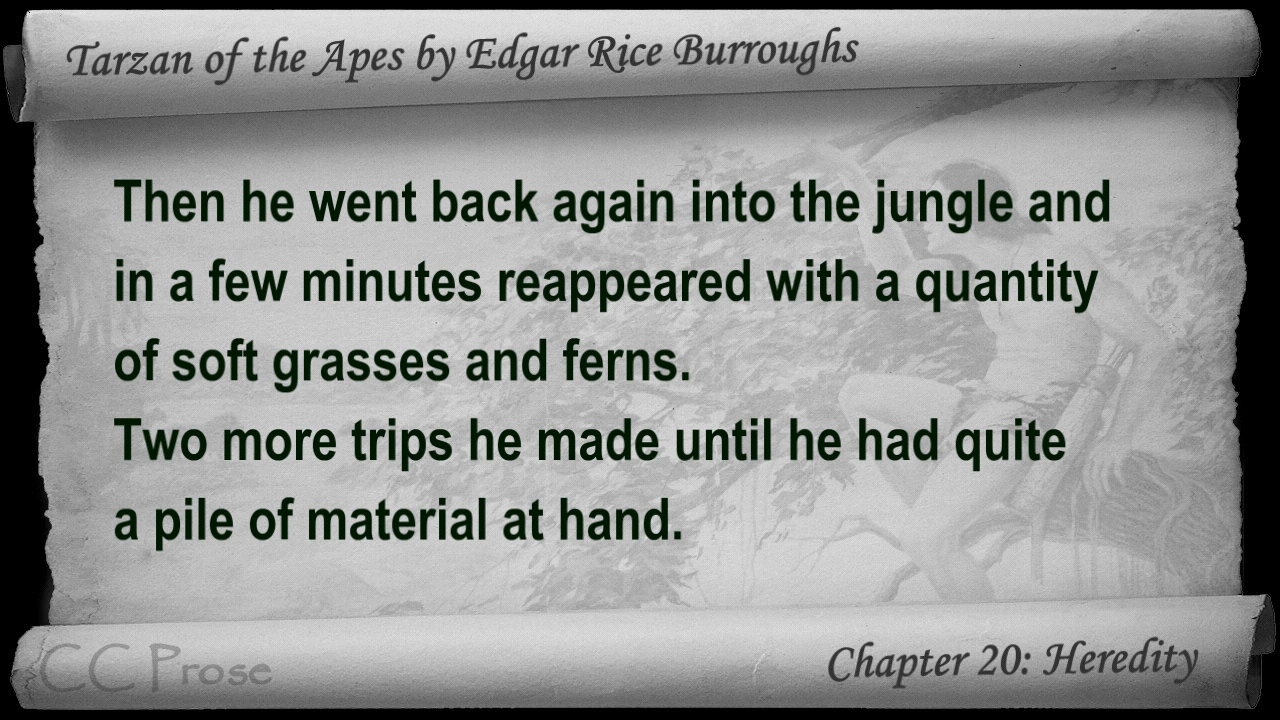 Tarzan of the Apes by Edgar Rice Burroughs
Then he went back again into the jungle and
in a few minutes reappeared with a quantity
of soft grasses and ferns.
Two more trips he made until he had quite
a pile of material at hand.
CC Prose
Chapter 20: Heredity